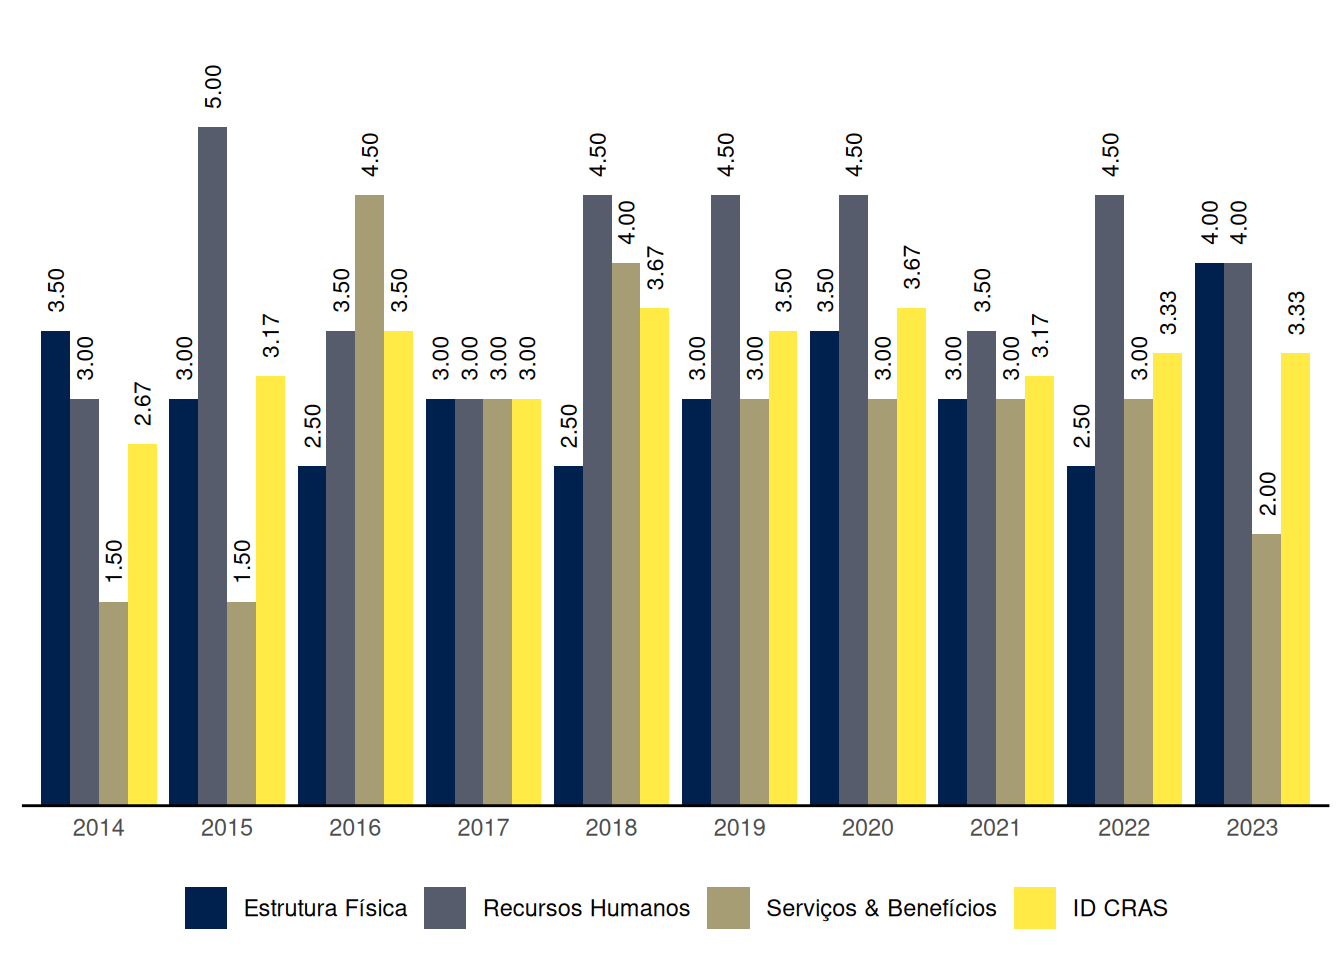 3.50 3.00 1.50 2.67
3.00 5.00 1.50 3.17
2.50 3.50 4.50 3.50
3.00 3.00 3.00 3.00
2.50 4.50 4.00 3.67
3.00 4.50 3.00 3.50
3.50 4.50 3.00 3.67
3.00 3.50 3.00 3.17
2.50 4.50 3.00 3.33
4.00 4.00 2.00 3.33
2014 2015 2016 2017 2018 2019 2020 2021 2022 2023
Estrutura Física Recursos Humanos Serviços & Benefícios ID CRAS